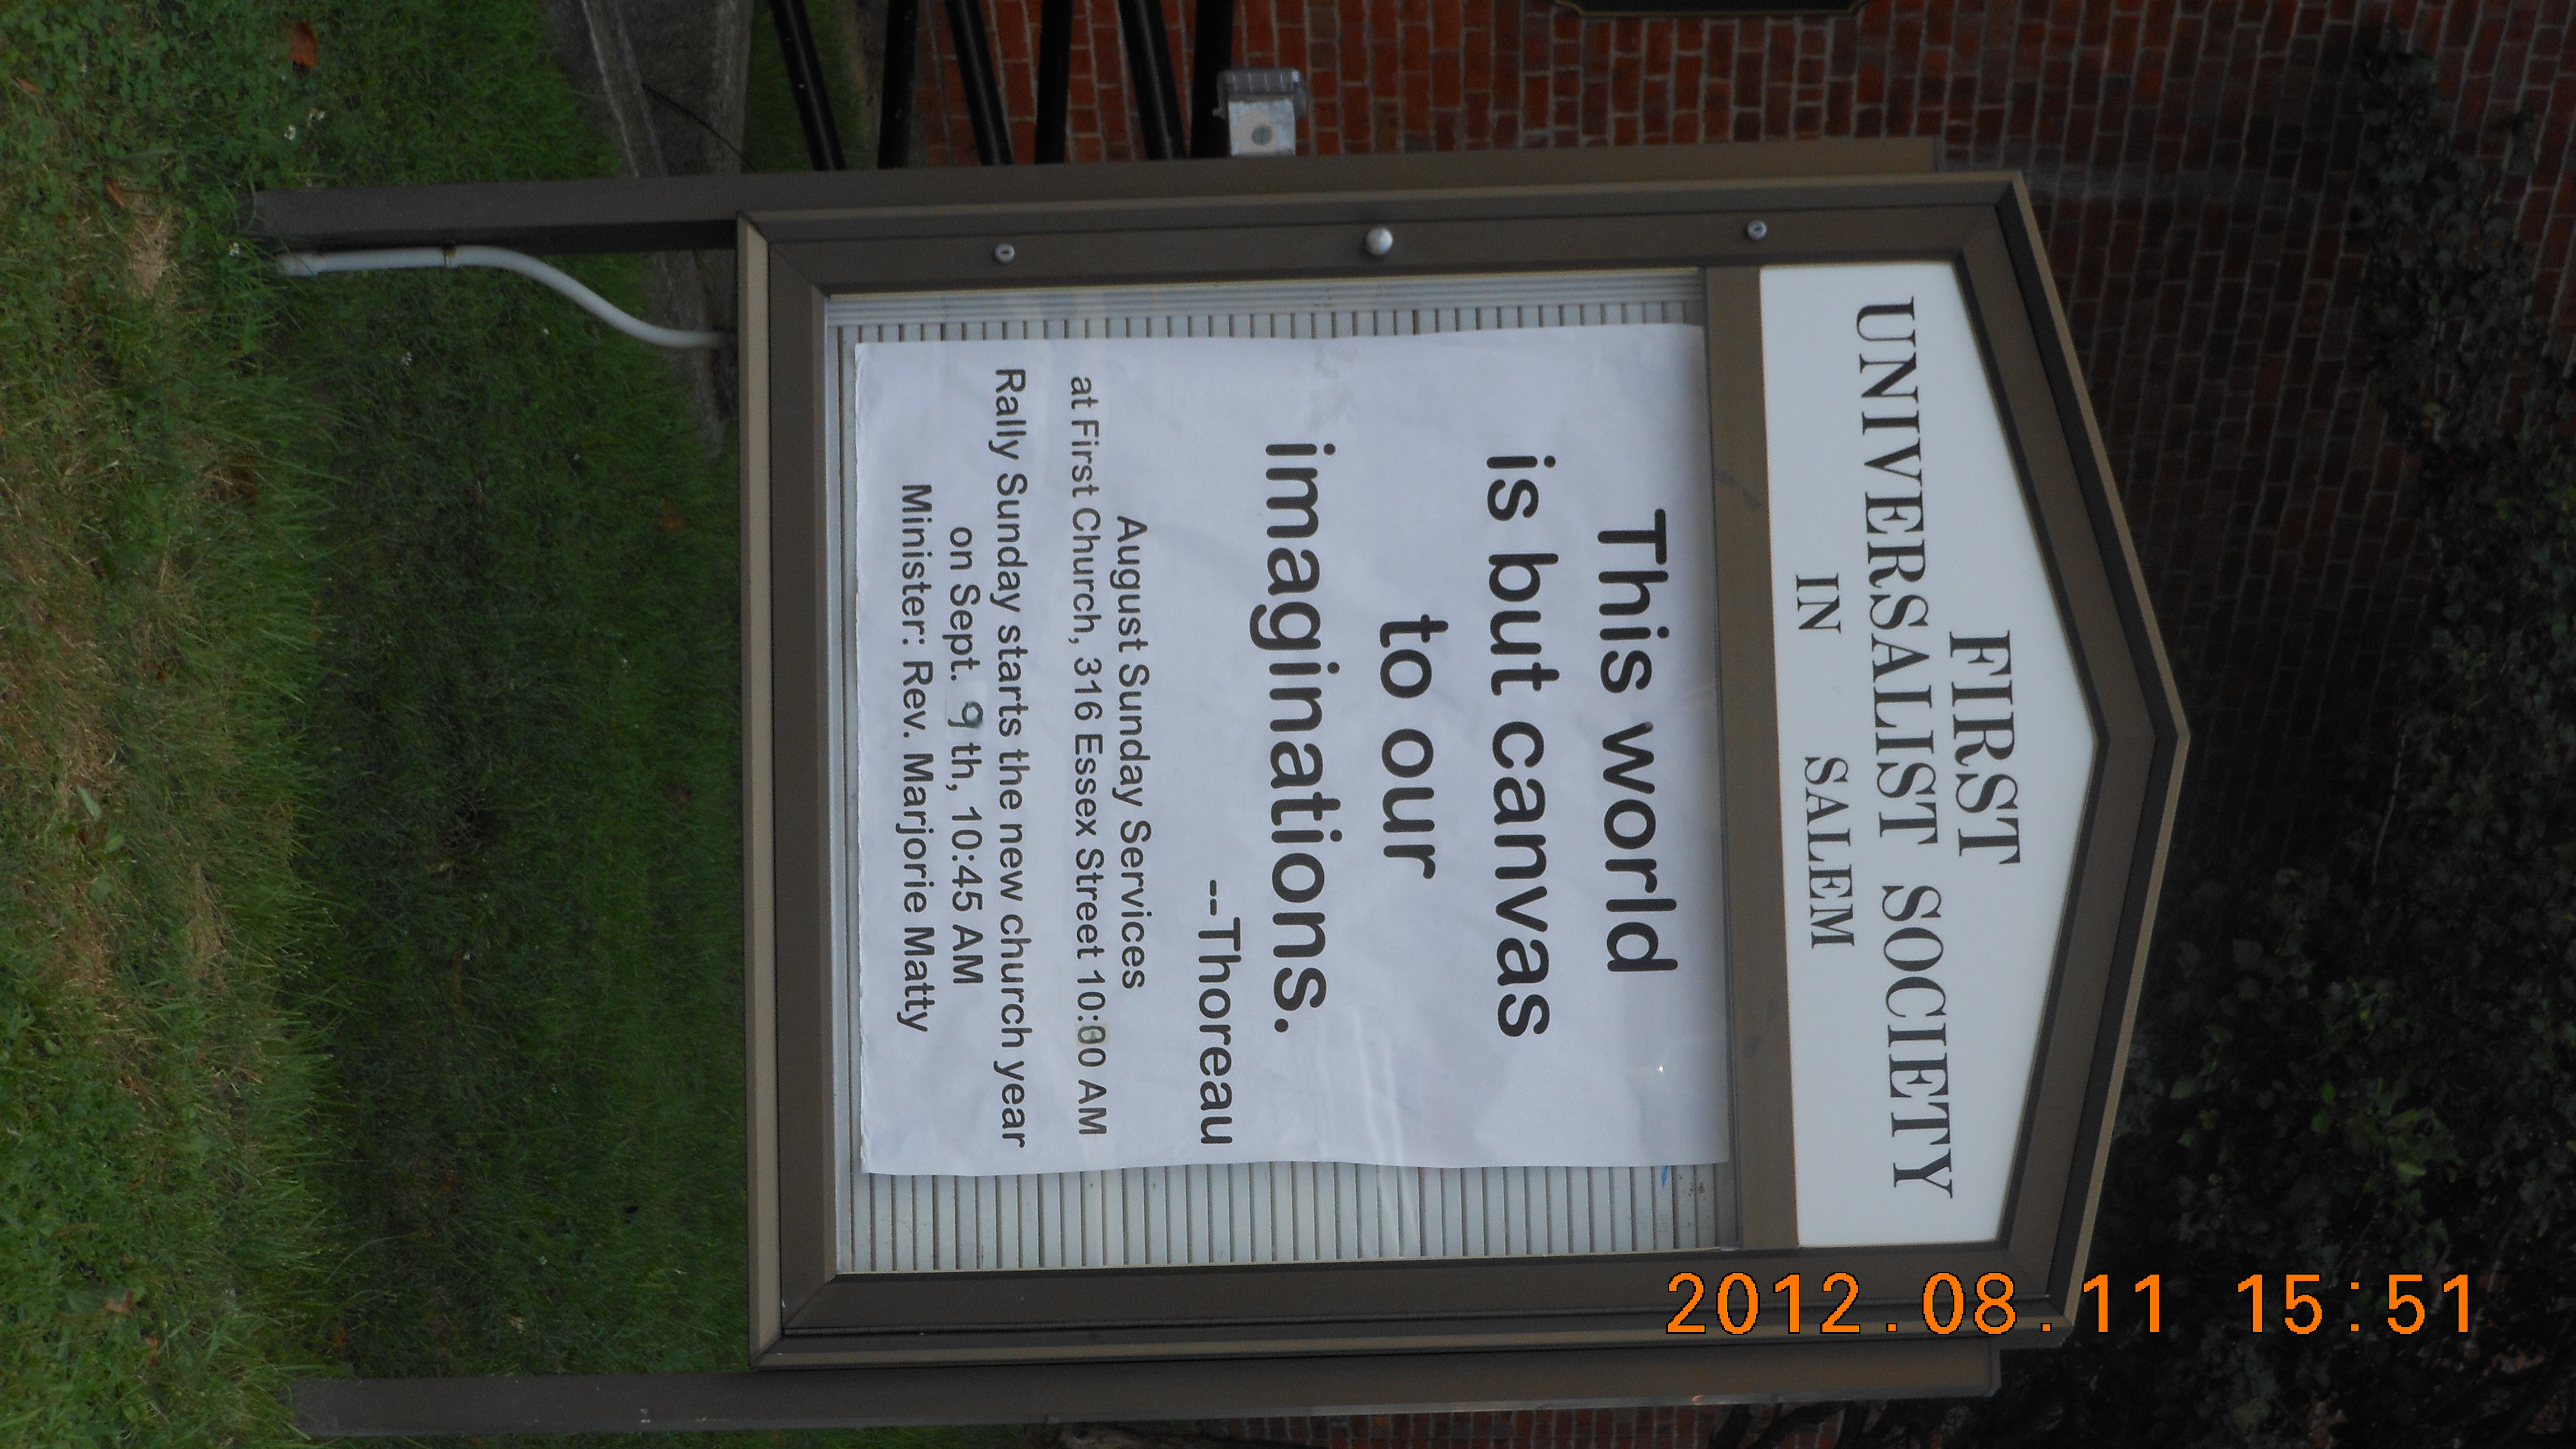 FIRST
UNIVERSALIST SOCIETY
IN SALEM
This world
is but canvas
to our
imaginations.
--Thoreau
August Sunday Services
at First Church, 316 Essex Street 10:00 AM
Rally Sunday starts the new church year
on Sept. 9 th, 10:45 AM
Minister: Rev. Marjorie Matty
2012.08.11 15:51